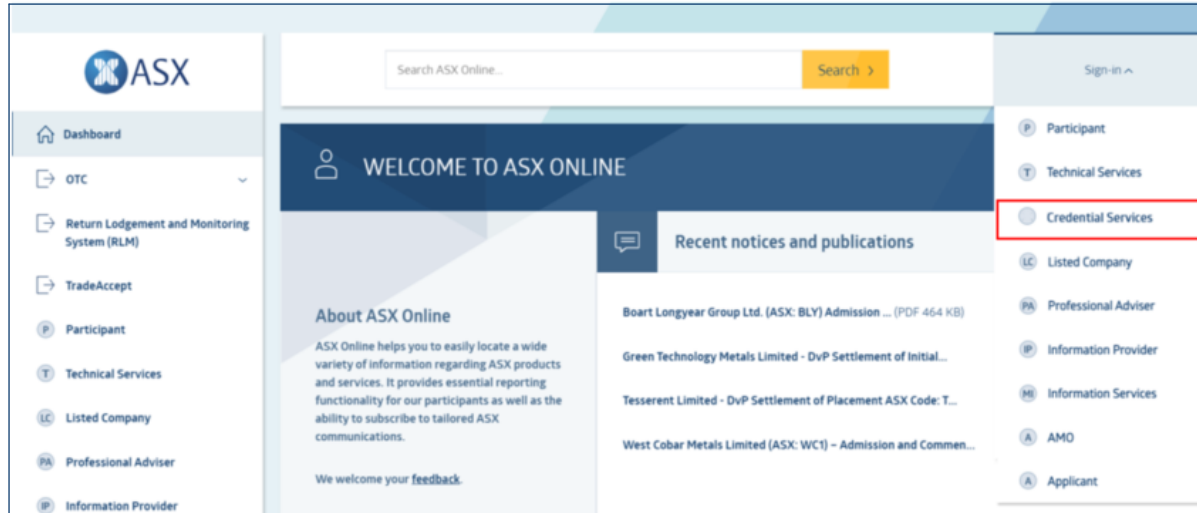 ASX
Dashboard
OTC
Return Lodgement and Monitoring
System (RLM)
TradeAccept
P Participant
T Technical Services
LC Listed Company
PA Professional Adviser
IP Information Provider
Search ASX Online...
Search >
WELCOME TO ASX ONLINE
About ASX Online
ASX Online helps you to easily locate a wide
variety of information regarding ASX products
and services. It provides essential reporting
functionality for our participants as well as the
ability to subscribe to tailored ASX
communications.
We welcome your feedback.
Recent notices and publications
Boart Longyear Group Ltd. (ASX: BLY) Admission ... (PDF 464 KB)
Green Technology Metals Limited - DvP Settlement of Initial...
Tesserent Limited - DvP Settlement of Placement ASX Code: T...
West Cobar Metals Limited (ASX: WC1) – Admission and Commen...
Sign-in
P Participant
T Technical Services
Credential Services
LC Listed Company
PA Professional Adviser
IP Information Provider
MI Information Services
A AMO
A Applicant